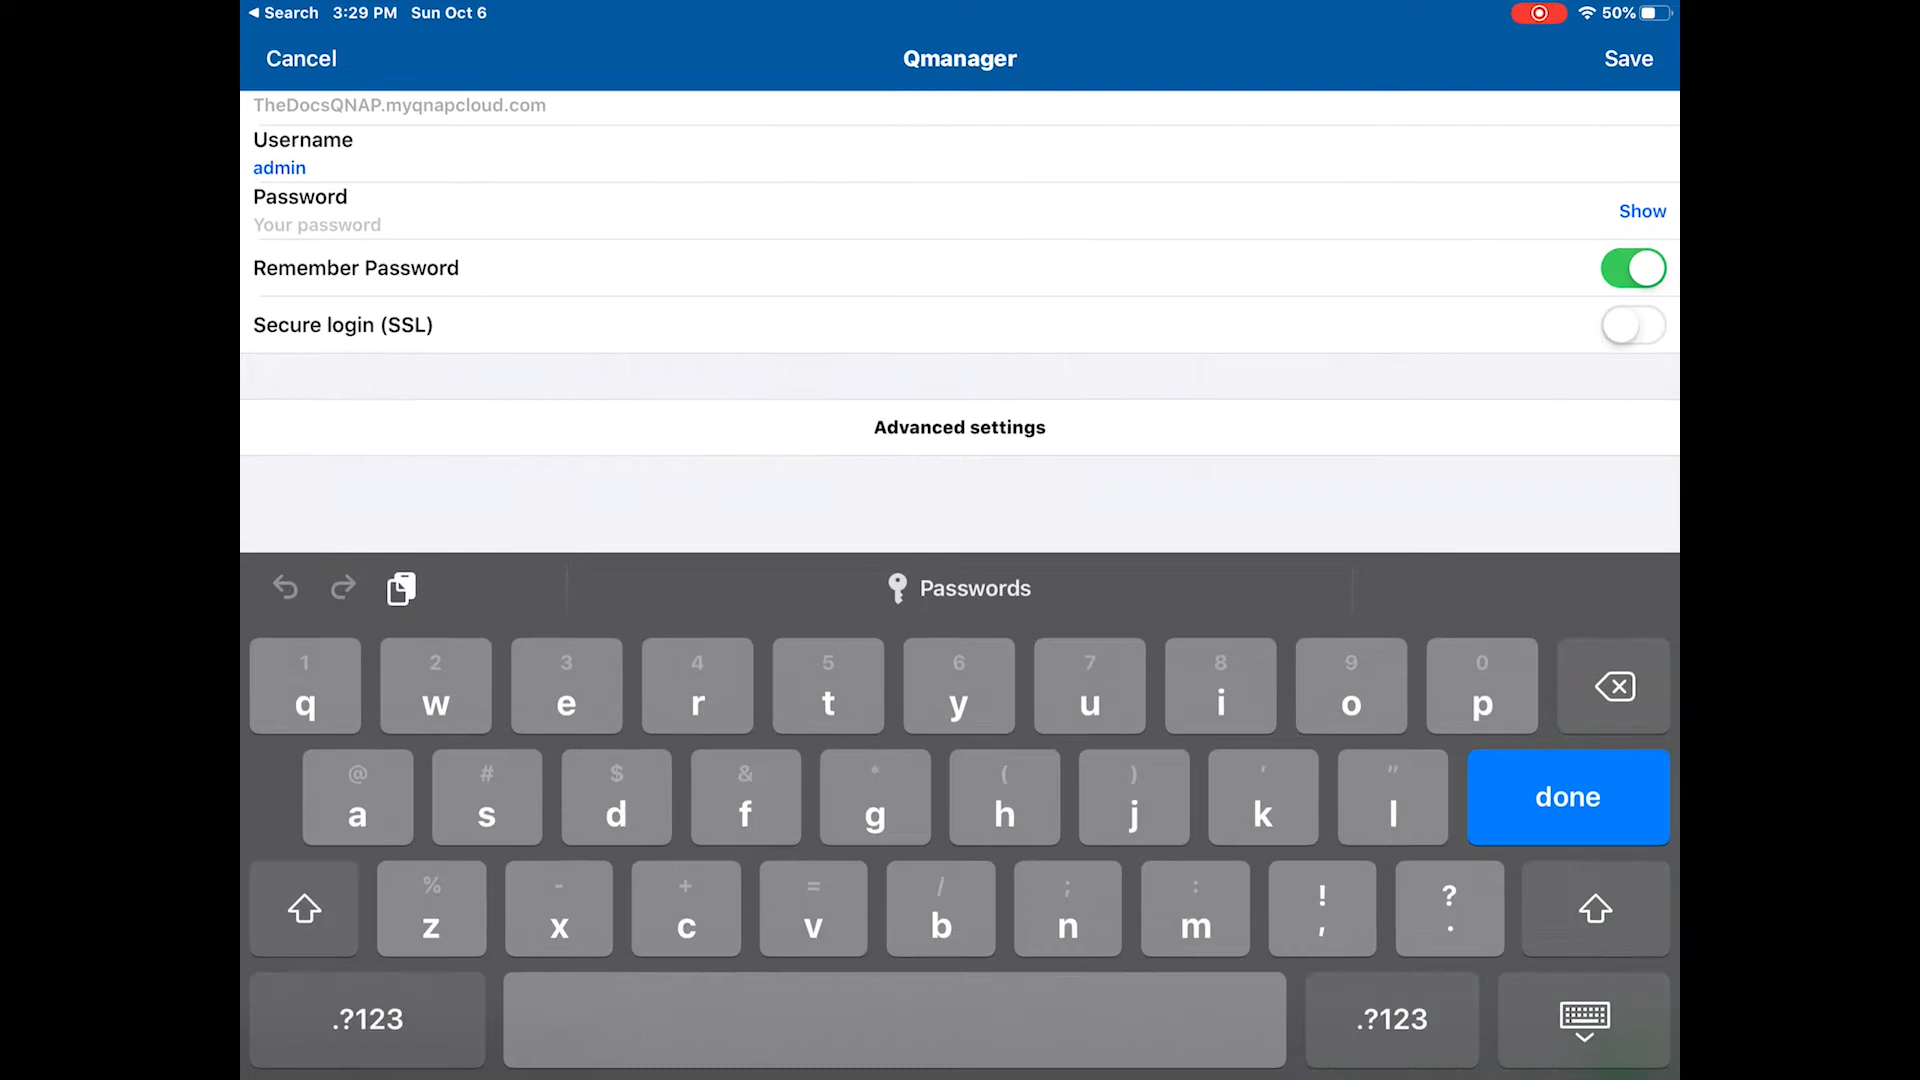 ◀ Search 3:29 PM Sun Oct 6 50%
Cancel Qmanager Save
TheDocsQNAP.myqnapcloud.com
Username
admin
Password
Your password
Show
Remember Password
Secure login (SSL)
Advanced settings
Passwords
1 2 3 4 5 6 7 8 9 0
q w e r t y u i o p
@ # $ & * ( ) ' "
a s d f g h j k l done
% - + = / ; : ! ?
z x c v b n m , .
.?123 .?123